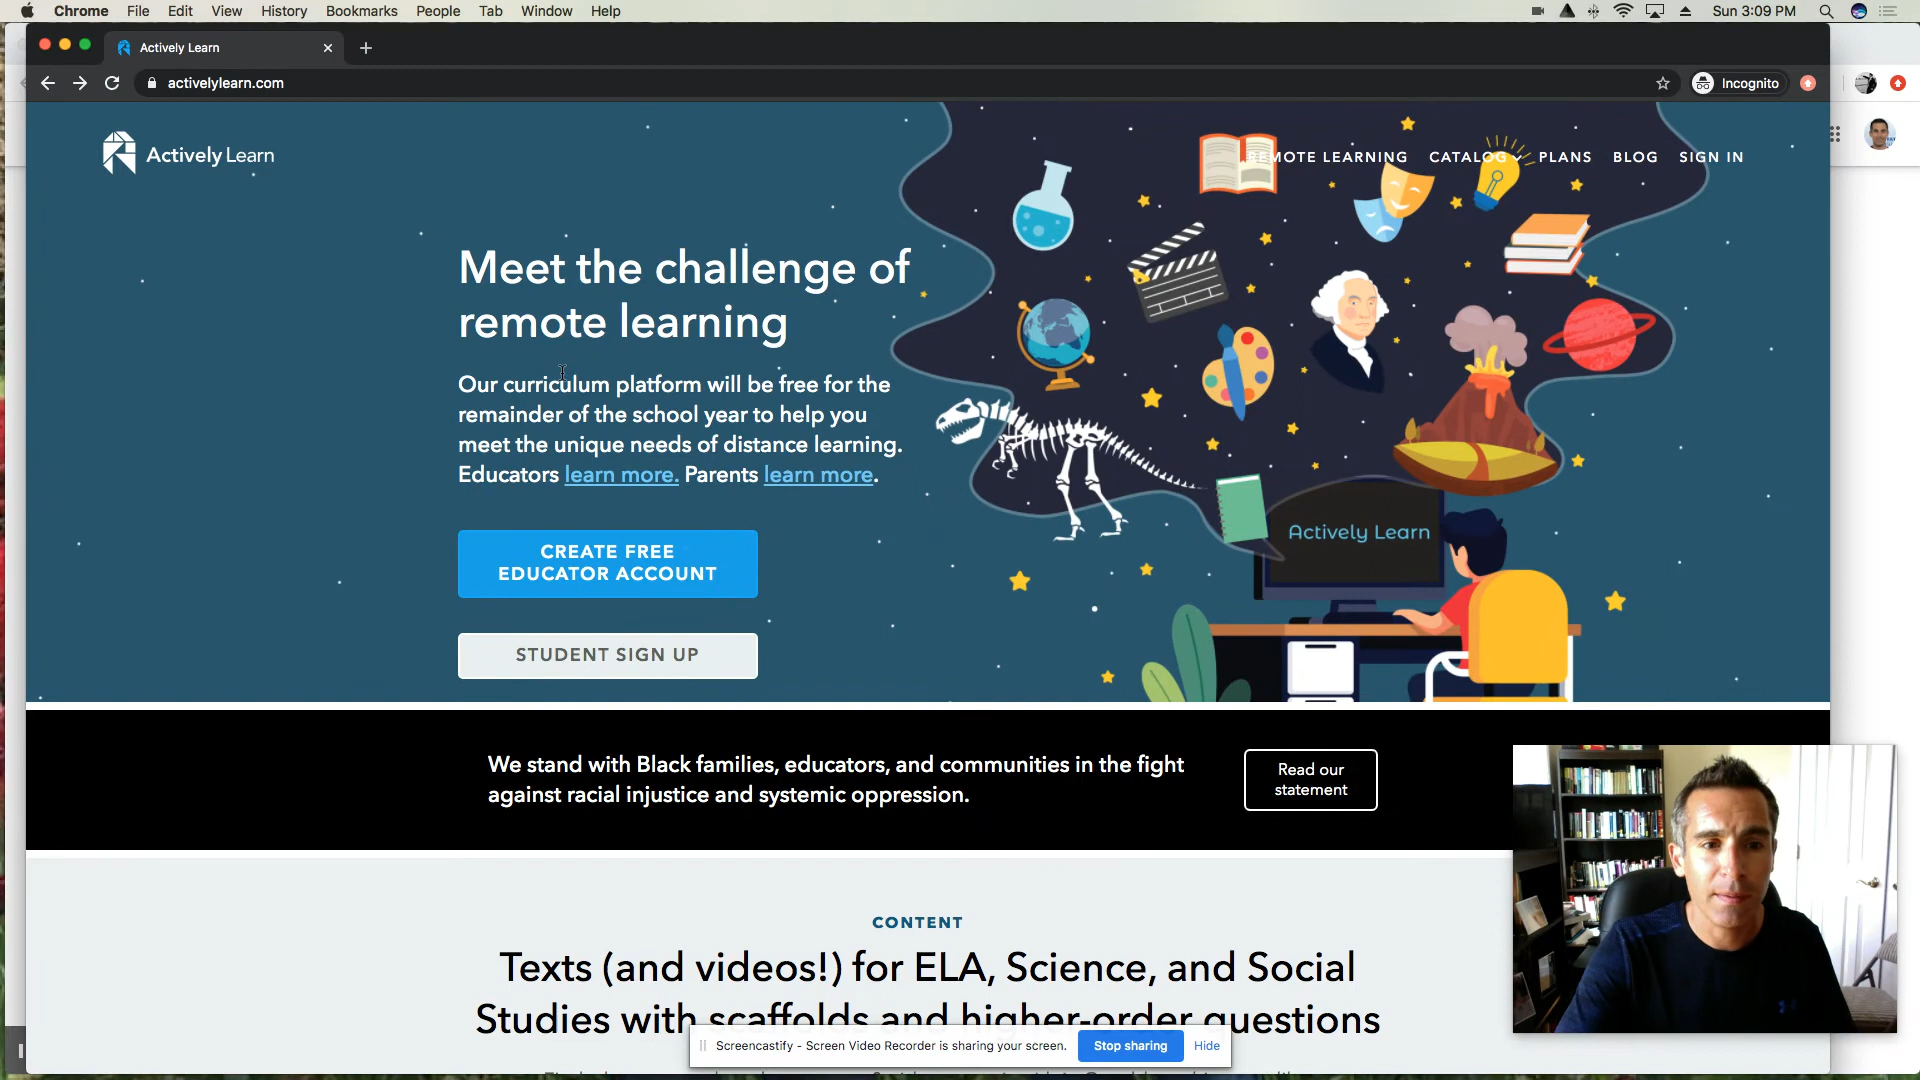 Chrome File Edit View History Bookmarks People Tab Window Help
Sun 3:09 PM
Actively Learn
activelylearn.com
Incognito
Actively Learn
REMOTE LEARNING CATALOG PLANS BLOG SIGN IN
Meet the challenge of
remote learning
Our curriculum platform will be free for the
remainder of the school year to help you
meet the unique needs of distance learning.
Educators learn more. Parents learn more.
Actively Learn
CREATE FREE
EDUCATOR ACCOUNT
STUDENT SIGN UP
We stand with Black families, educators, and communities in the fight
against racial injustice and systemic oppression.
Read our
statement
CONTENT
Texts (and videos!) for ELA, Science, and Social
Studies with scaffolds and higher-order questions
Screencastify - Screen Video Recorder is sharing your screen.
Stop sharing
Hide